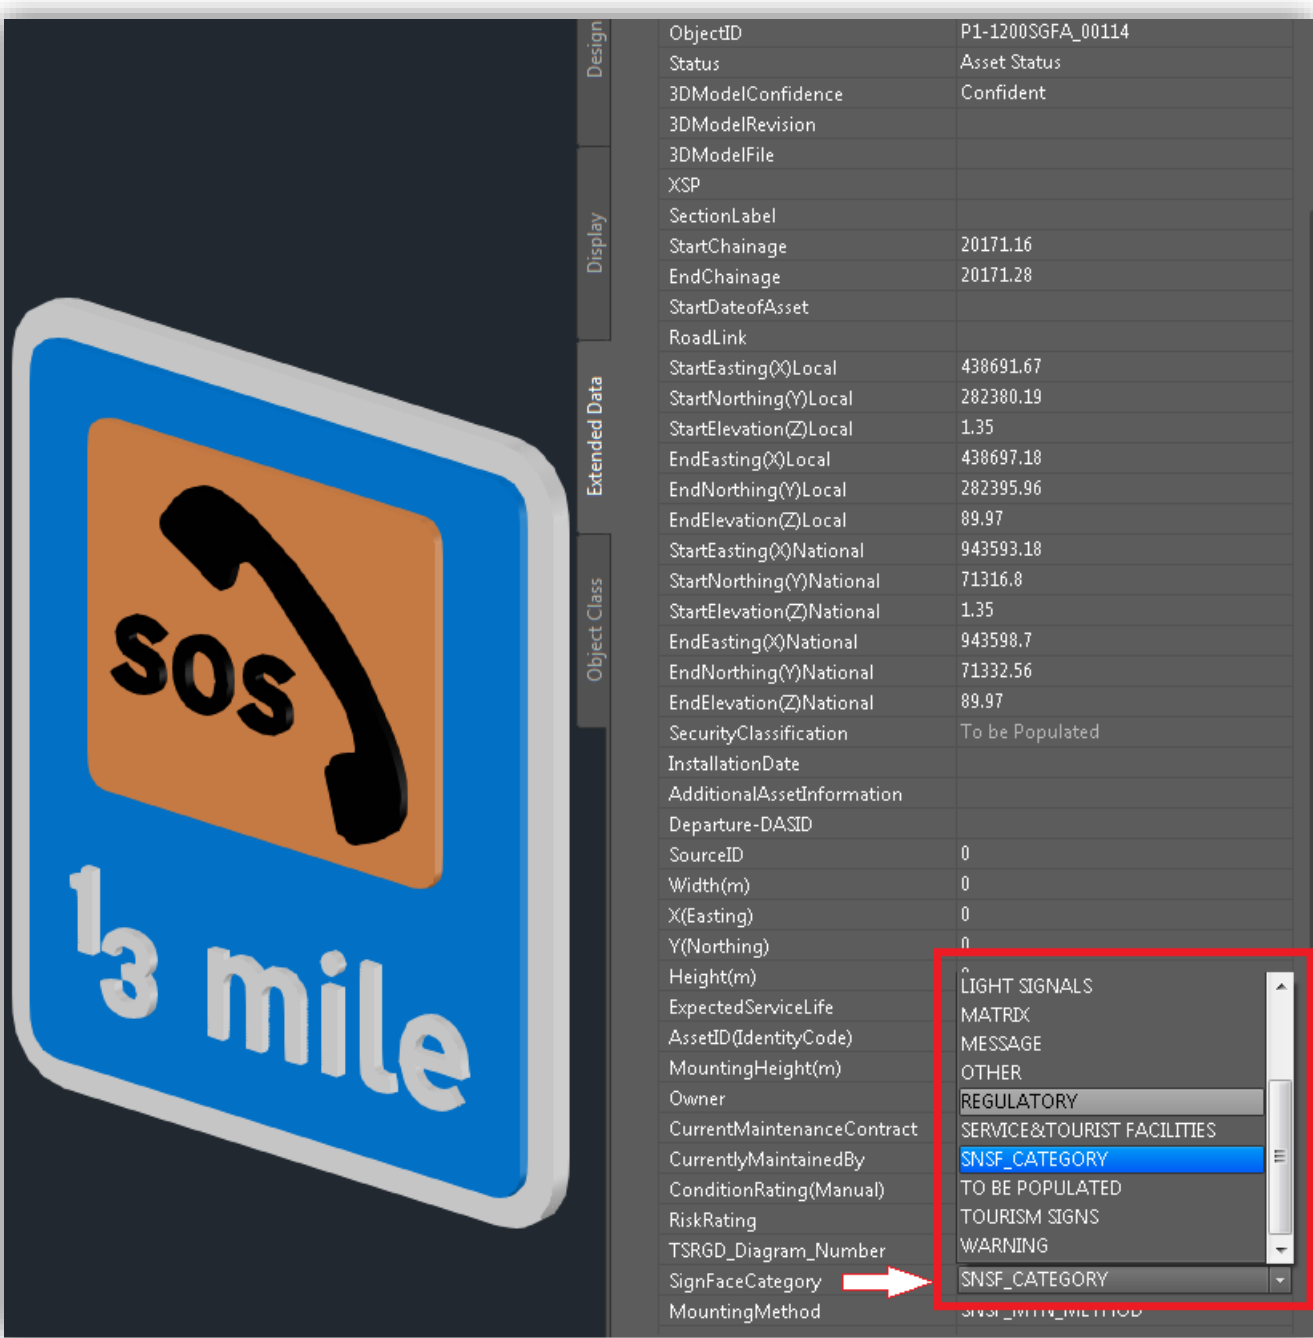 Design
Display
Extended Data
Object Class
SOS
1/3 mile
ObjectID P1-1200SGFA_00114
Status Asset Status
3DModelConfidence Confident
3DModelRevision
3DModelFile
XSP
SectionLabel
StartChainage 20171.16
EndChainage 20171.28
StartDateofAsset
RoadLink
StartEasting(X)Local 438691.67
StartNorthing(Y)Local 282380.19
StartElevation(Z)Local 1.35
EndEasting(X)Local 438697.18
EndNorthing(Y)Local 282395.96
EndElevation(Z)Local 89.97
StartEasting(X)National 943593.18
StartNorthing(Y)National 71316.8
StartElevation(Z)National 1.35
EndEasting(X)National 943598.7
EndNorthing(Y)National 71332.56
EndElevation(Z)National 89.97
SecurityClassification To be Populated
InstallationDate
AdditionalAssetInformation
Departure-DASID
SourceID 0
Width(m) 0
X(Easting) 0
Y(Northing) 0
Height(m)
ExpectedServiceLife
AssetID(IdentityCode)
MountingHeight(m)
Owner
CurrentMaintenanceContract
CurrentlyMaintainedBy
ConditionRating(Manual)
RiskRating
TSRGD_Diagram_Number
LIGHT SIGNALS
MATRIX
MESSAGE
OTHER
REGULATORY
SERVICE&TOURIST FACILITIES
SNSF_CATEGORY
TO BE POPULATED
TOURISM SIGNS
WARNING
SignFaceCategory SNSF_CATEGORY
MountingMethod SNSF_MTN_METHOD